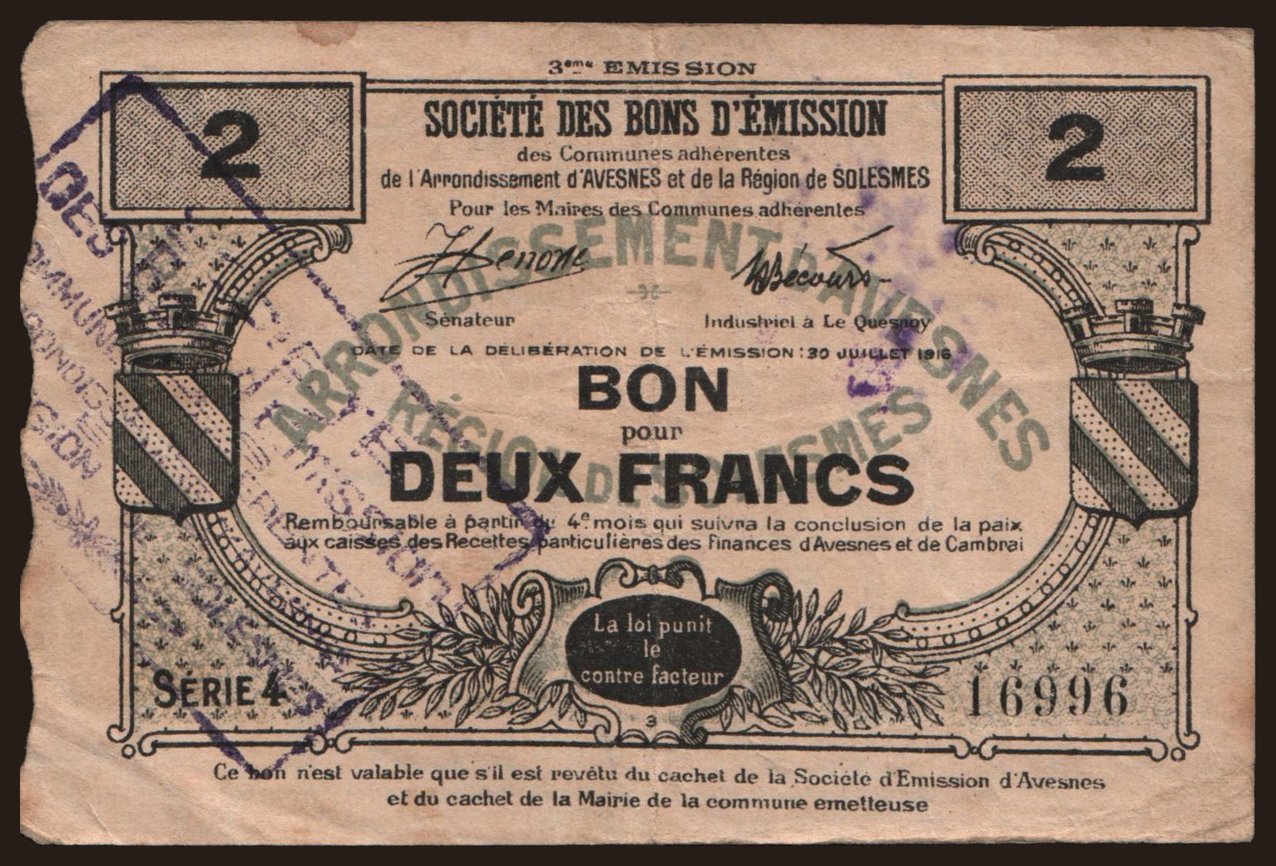 3eme EMISSION
2
2
SOCIÉTÉ DES BONS D'ÉMISSION
des Communes adhérentes
de l'Arrondissement d'AVESNES et de la Région de SOLESMES
Pour les Maires des Communes adhérentes
ARRONDISSEMENT D'AVESNES
RÉGION DE SOLESMES
Sénateur
Industriel à Le Quesnoy
DATE DE LA DÉLIBÉRATION DE L'ÉMISSION : 30 JUILLET 1916
BON
pour
DEUX FRANCS
Remboursable à partir du 4e mois qui suivra la conclusion de la paix
aux caisses des Recettes particulières des Finances d'Avesnes et de Cambrai
La loi punit
le
contre facteur
3
SÉRIE 4
16996
Ce bon n'est valable que s'il est revêtu du cachet de la Société d'Emission d'Avesnes
et du cachet de la Mairie de la commune emetteuse